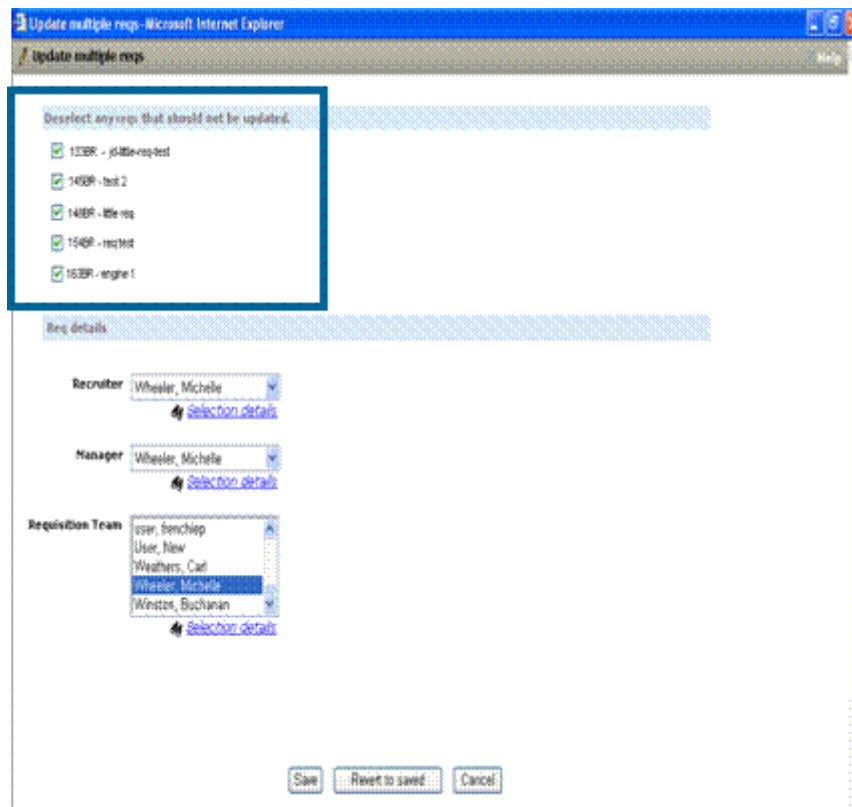 Update multiple reqs-Microsoft Internet Explorer
Update multiple reqs
Help
Deselect any reqs that should not be updated.
133BR - jd-little-req-test
145BR - test 2
148BR - little req
154BR - req test
163BR - engine 1
Req details
Recruiter Wheeler, Michelle
Selection details
Manager Wheeler, Michelle
Selection details
Requisition Team user, frenchiep
User, New
Weathers, Carl
Wheeler, Michelle
Winston, Buchanan
Selection details
Save Revert to saved Cancel